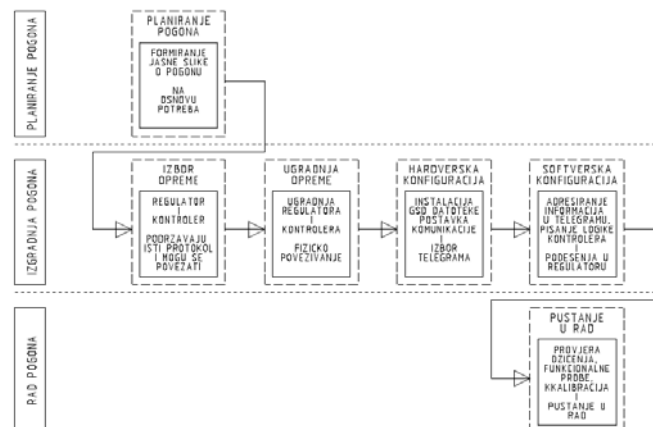 PLANIRANJE POGONA
PLANIRANJE
POGONA
FORMIRANJE
JASNE SLIKE
O POGONU
NA
OSNOVU
POTREBA
IZGRADNJA POGONA
IZBOR
OPREME
REGULATOR
I
KONTROLER
PODRZAVAJU
ISTI PROTOKOL
I MOGU SE
POVEZATI
UGRADNJA
OPREME
UGRADNJA
REGULATORA
I
KONTROLERA
FIZICKO
POVEZIVANJE
HARDVERSKA
KONFIGURACIJA
INSTALACIJA
GSD DATOTEKE
POSTAVKA
KOMUNIKACIJE
I
IZBOR
TELEGRAMA
SOFTVERSKA
KONFIGURACIJA
ADRESIRANJE
INFORMACIJA
U TELEGRAMU,
PISANJE LOGIKE
KONTROLERA
I
PODESENJA U
REGULATORU
RAD POGONA
PUSTANJE
U RAD
PROVJERA
OZICENJA,
FUNKCIONALNE
PROBE,
KKALIBRACIJA
I
PUSTANJE U
RAD